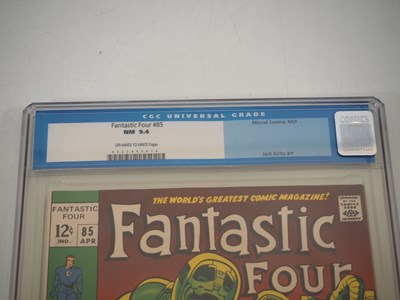 CGC UNIVERSAL GRADE
Fantastic Four #85
Marvel Comics, 4/69
NM 9.4
OFF-WHITE TO WHITE Pages
Jack Kirby art
COMICS
THE WORLD'S GREATEST COMIC MAGAZINE!
FANTASTIC
FOUR
12¢
IND.
85
APR
Fantastic
Four